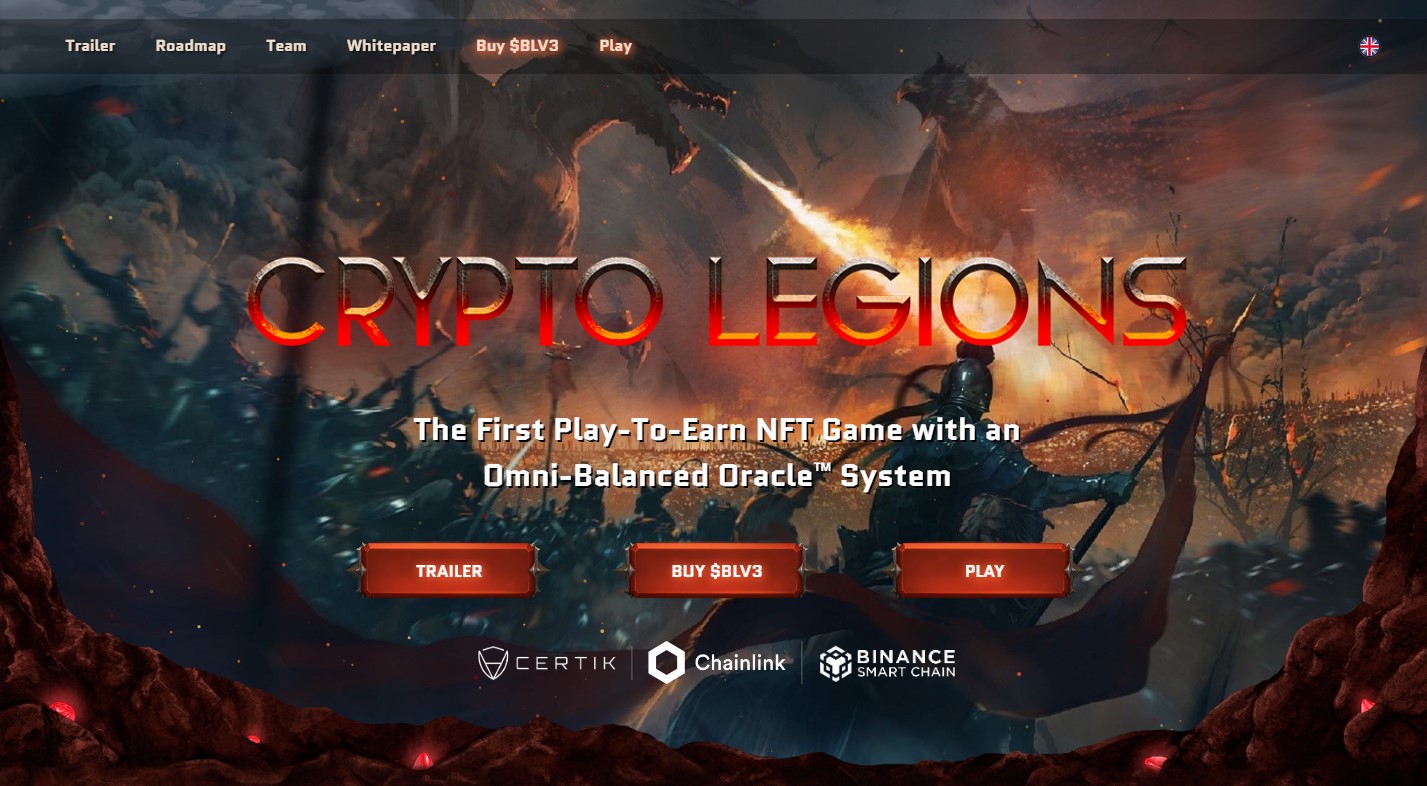 Trailer Roadmap Team Whitepaper Buy $BLV3 Play
CRYPTO LEGIONS
The First Play-To-Earn NFT Game with an
Omni-Balanced Oracle™ System
TRAILER BUY $BLV3 PLAY
CERTIK Chainlink BINANCE
SMART CHAIN